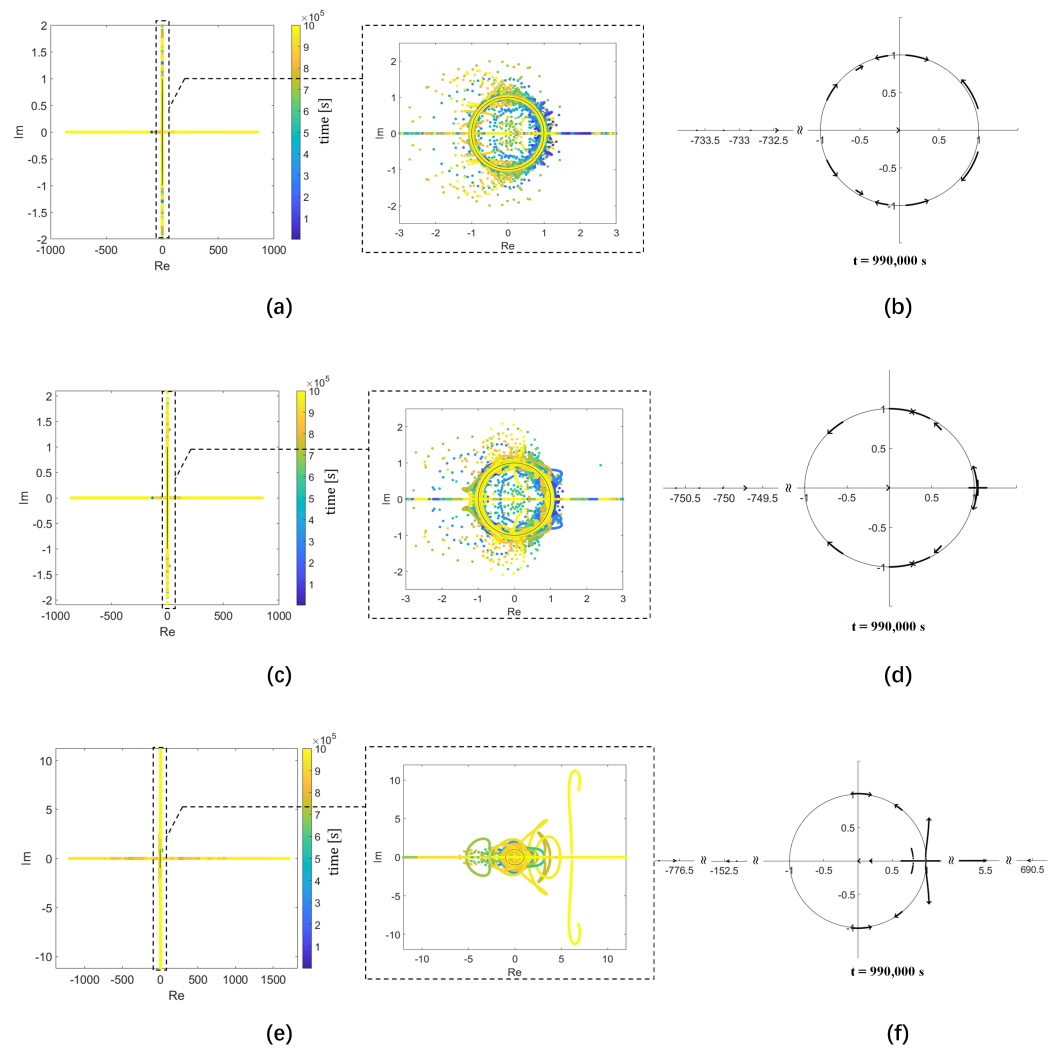 2
1.5
1
0.5
0
-0.5
-1
-1.5
-2
Im
-1000 -500 0 500 1000
Re
×10⁵
10
9
8
7
6
5
4
3
2
1
time [s]
2
1
0
-1
-2
Im
-3 -2 -1 0 1 2 3
Re
1
0.5
-733.5 -733 -732.5 ≈ -1 -0.5 0.5 1
-0.5
-1
t = 990,000 s
(a) (b)
2
1.5
1
0.5
0
-0.5
-1
-1.5
-2
Im
-1000 -500 0 500 1000
Re
×10⁵
10
9
8
7
6
5
4
3
2
1
time [s]
2
1
0
-1
-2
Im
-3 -2 -1 0 1 2 3
Re
1
0.5
-750.5 -750 -749.5 ≈ -1 -0.5 0.5 1
-0.5
-1
t = 990,000 s
(c) (d)
10
5
0
-5
-10
Im
-1000 -500 0 500 1000 1500
Re
×10⁵
10
9
8
7
6
5
4
3
2
1
time [s]
10
5
0
-5
-10
Im
-10 -5 0 5 10
Re
1
0.5
-776.5 ≈ -152.5 ≈ -1 -0.5 0.5 1 5.5 ≈ 690.5
-0.5
-1
t = 990,000 s
(e) (f)